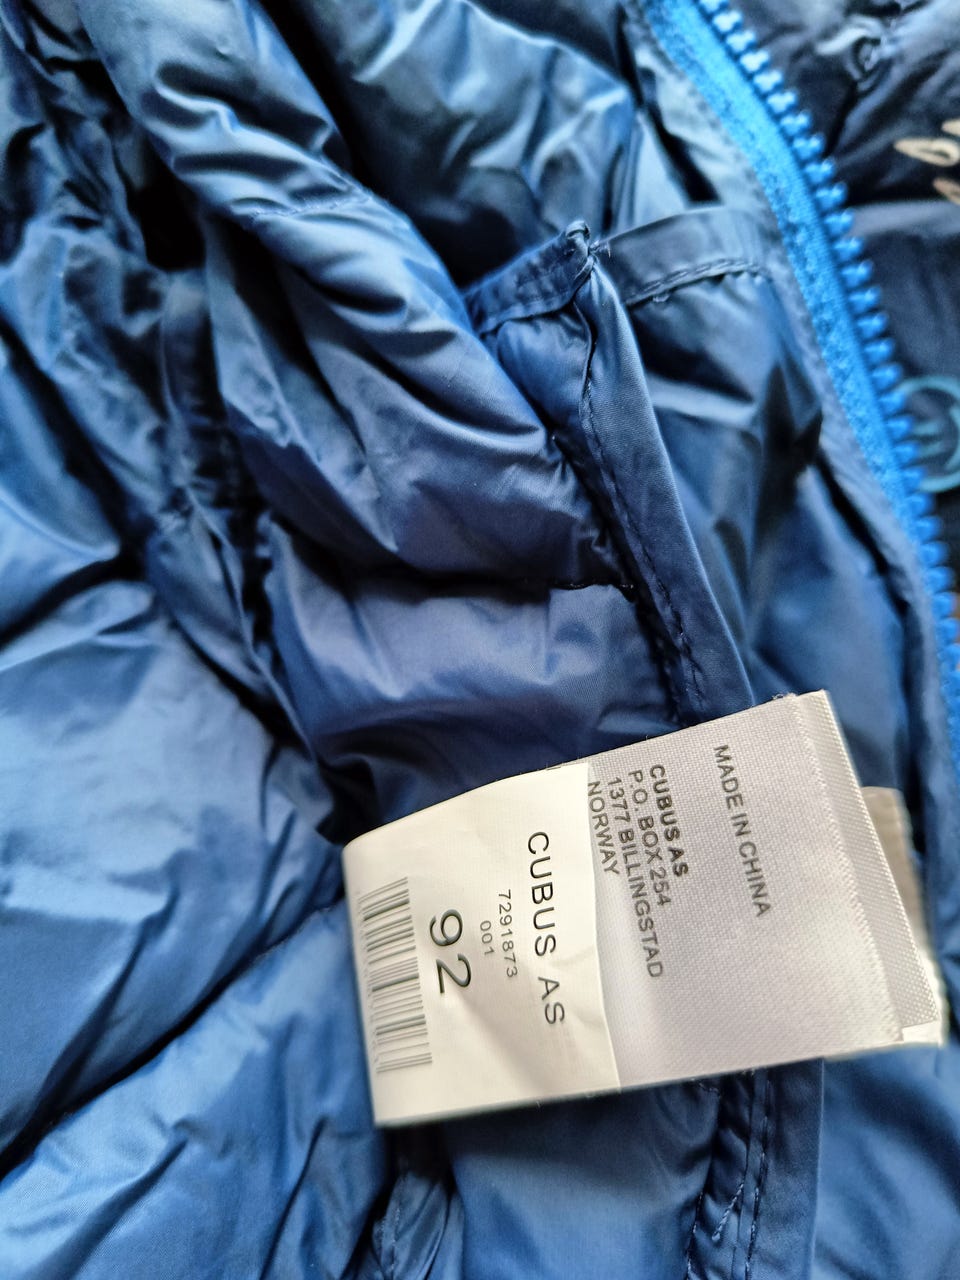 MADE IN CHINA
CUBUS AS
P.O. BOX 254
1377 BILLINGSTAD
NORWAY
CUBUS AS
7291873
001
92